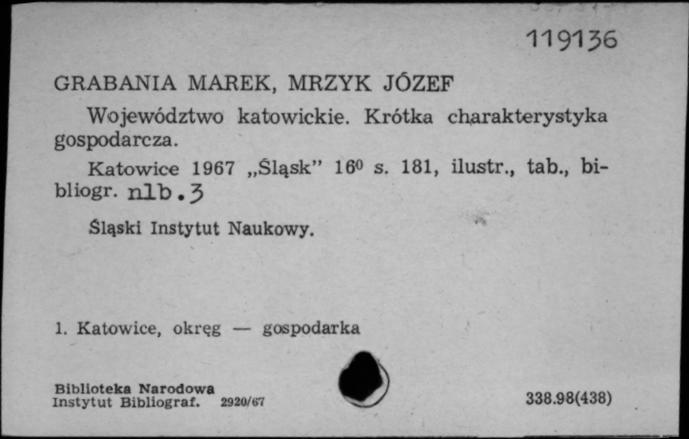 119136
GRABANIA MAREK, MRZYK JÓZEF
Województwo katowickie. Krótka charakterystyka
gospodarcza.
Katowice 1967 „Śląsk” 16⁰ s. 181, ilustr., tab., bi-
bliogr. nlb. 3
Śląski Instytut Naukowy.
1. Katowice, okręg — gospodarka
Biblioteka Narodowa
Instytut Bibliograf. 2920/67
338.98(438)